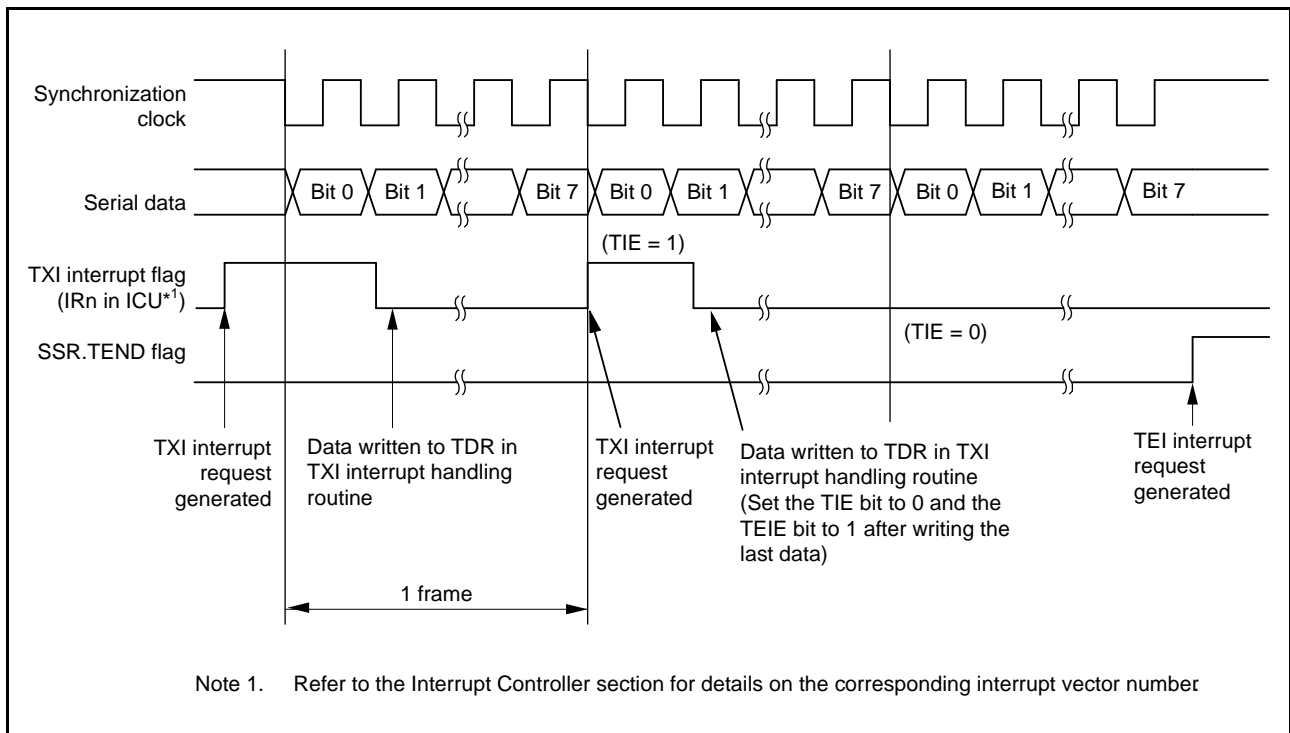 Synchronization
clock
Serial data
Bit 0 Bit 1 Bit 7 Bit 0 Bit 1 Bit 7 Bit 0 Bit 1 Bit 7
(TIE = 1)
TXI interrupt flag
(IRn in ICU*1)
(TIE = 0)
SSR.TEND flag
TXI interrupt
request
generated
Data written to TDR in
TXI interrupt handling
routine
TXI interrupt
request
generated
Data written to TDR in TXI
interrupt handling routine
(Set the TIE bit to 0 and the
TEIE bit to 1 after writing the
last data)
TEI interrupt
request
generated
1 frame
Note 1. Refer to the Interrupt Controller section for details on the corresponding interrupt vector number.